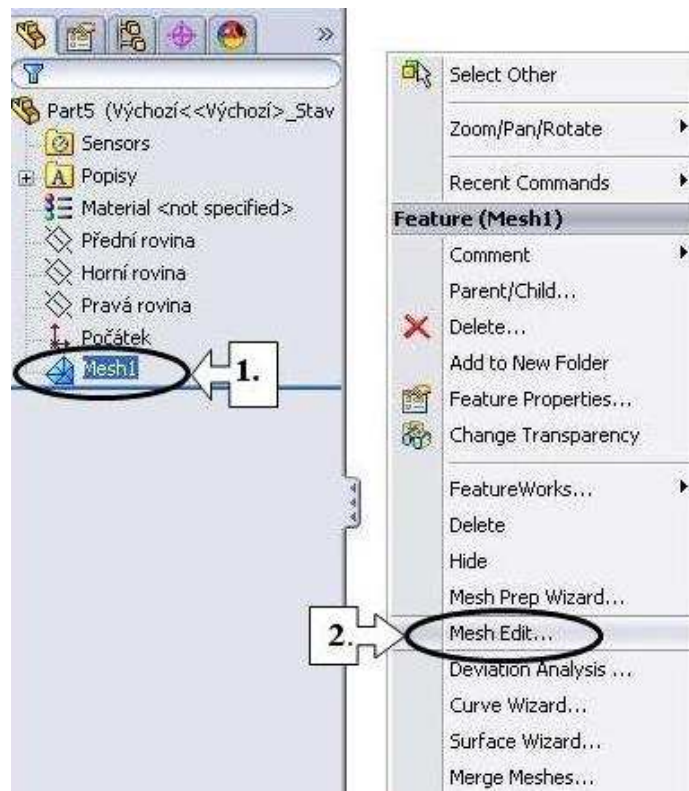 »
Part5 (Výchozí<<Výchozí>_Stav
Sensors
A Popisy
Material <not specified>
Přední rovina
Horní rovina
Pravá rovina
Počátek
Mesh1
1.
Select Other
Zoom/Pan/Rotate
Recent Commands
Feature (Mesh1)
Comment
Parent/Child...
Delete...
Add to New Folder
Feature Properties...
Change Transparency
FeatureWorks...
Delete
Hide
Mesh Prep Wizard...
2.
Mesh Edit...
Deviation Analysis ...
Curve Wizard...
Surface Wizard...
Merge Meshes...